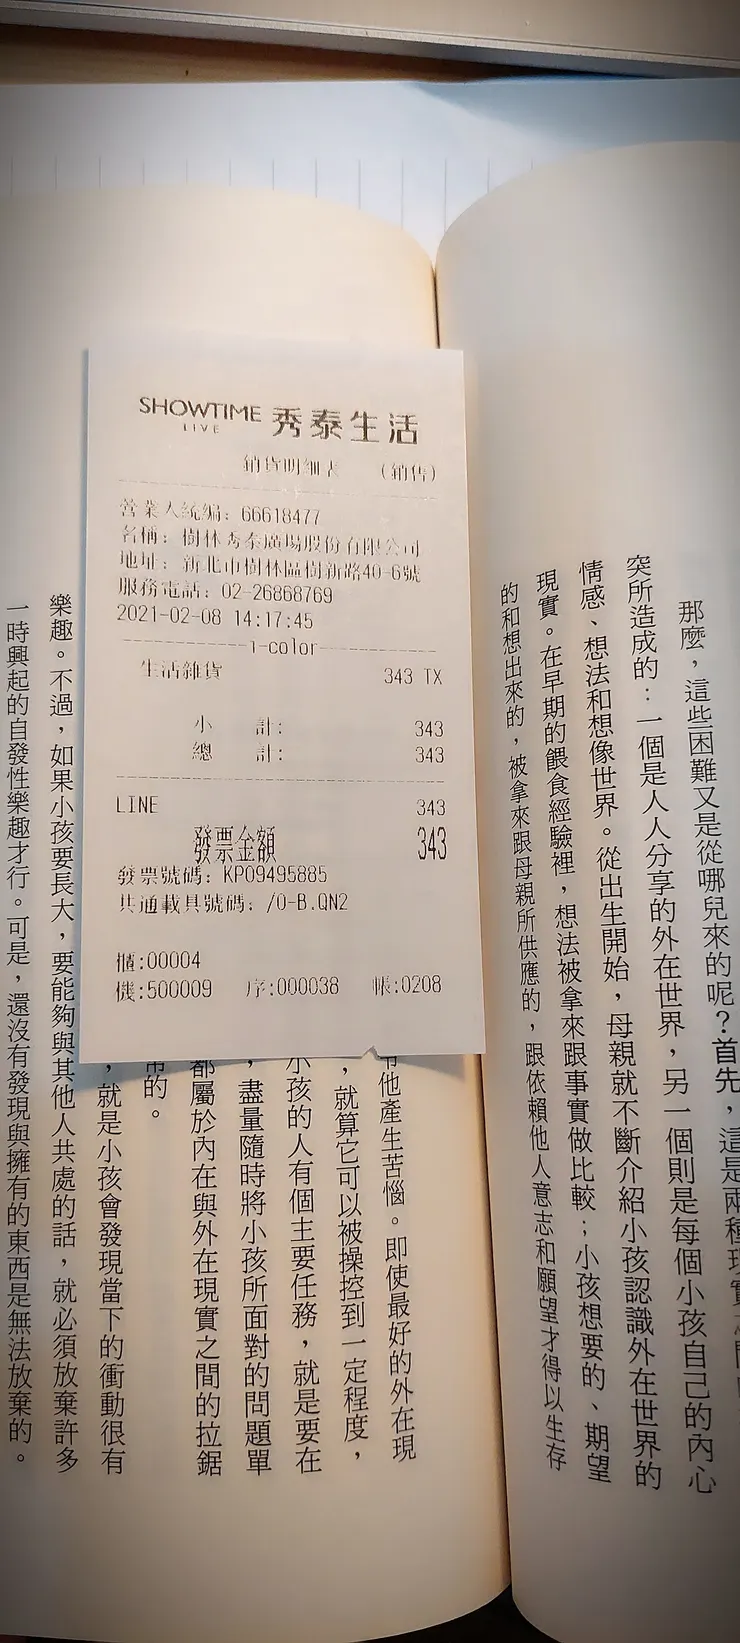 SHOWTIME LIVE 秀泰生活
銷貨明細表 (銷售)
營業人統編: 66618477
名稱: 樹林秀泰廣場股份有限公司
地址: 新北市樹林區樹新路40-6號
服務電話: 02-26868769
2021-02-08 14:17:45
i-color
生活雜貨 343 TX
小 計: 343
總 計: 343
LINE 343
發票金額 343
發票號碼: KP09495885
共通載具號碼: /0-B.QN2
櫃:00004
機:500009 序:000038 帳:0208
那麼，這些困難又是從哪兒來的呢？首先，這是兩種現實
突所造成的：一個是人人分享的外在世界，另一個則是每個小孩自己的內心
情感、想法和想像世界。從出生開始，母親就不斷介紹小孩認識外在世界的
現實。在早期的餵食經驗裡，想法被拿來跟事實做比較；小孩想要的、期望
的和想出來的，被拿來跟母親所供應的，跟依賴他人意志和願望才得以生存
他產生苦惱。即使最好的外在現
，就算它可以被操控到一定程度，
小孩的人有個主要任務，就是要在
，盡量隨時將小孩所面對的問題單
都屬於內在與外在現實之間的拉鋸
常的。
，就是小孩會發現當下的衝動很有
樂趣。不過，如果小孩要長大，要能夠與其他人共處的話，就必須放棄許多
一時興起的自發性樂趣才行。可是，還沒有發現與擁有的東西是無法放棄的。